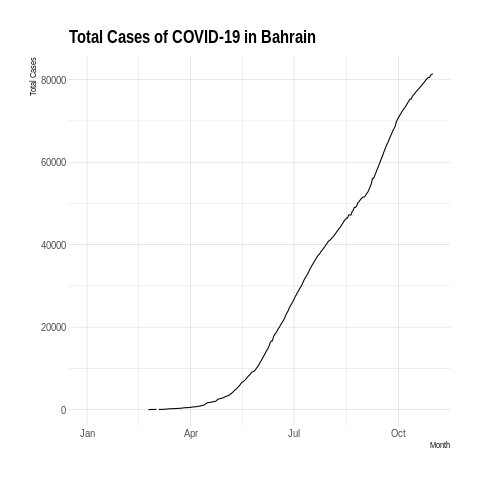 Total Cases of COVID-19 in Bahrain
Total Cases
80000
60000
40000
20000
0
Jan Apr Jul Oct
Month